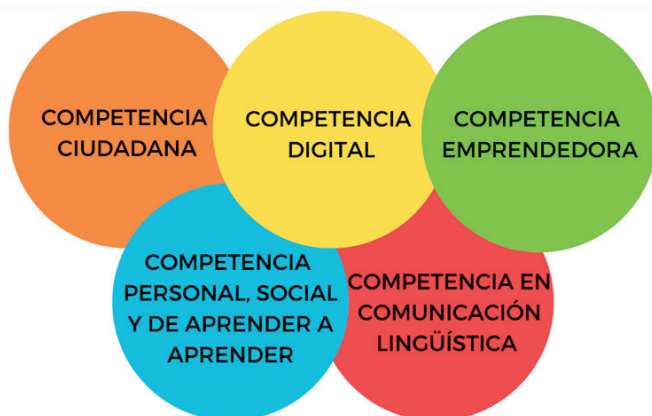 COMPETENCIA
CIUDADANA
COMPETENCIA
DIGITAL
COMPETENCIA
EMPRENDEDORA
COMPETENCIA
PERSONAL, SOCIAL
Y DE APRENDER A
APRENDER
COMPETENCIA EN
COMUNICACIÓN
LINGÜÍSTICA